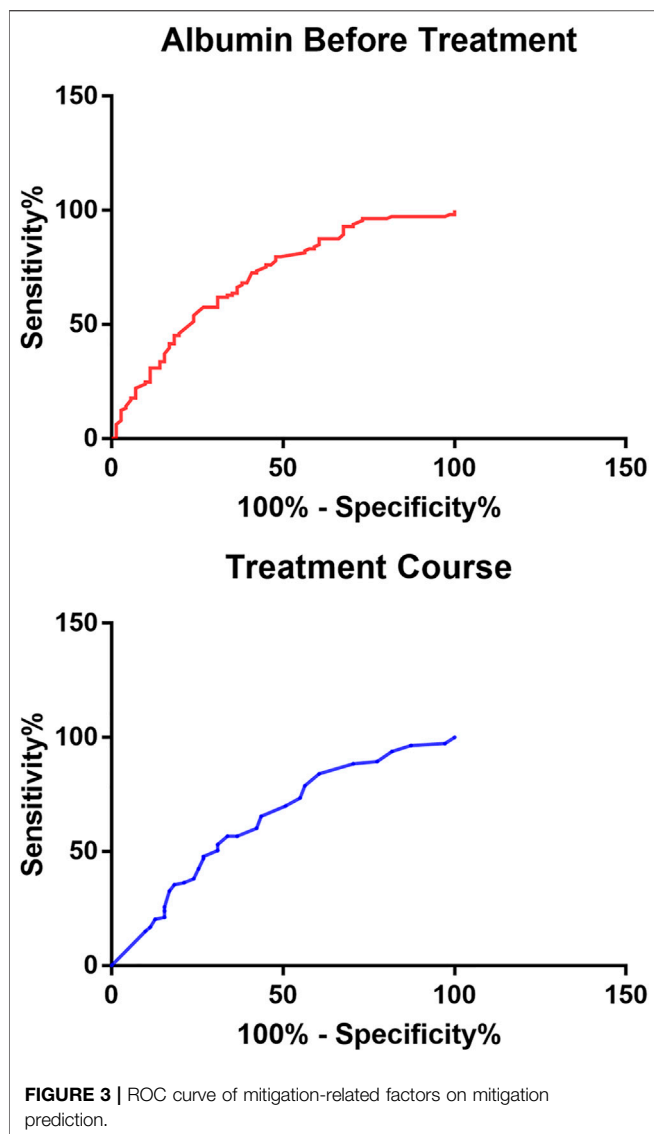 Albumin Before Treatment
150
100
50
0
Sensitivity%
0 50 100 150
100% - Specificity%
Treatment Course
150
100
50
0
Sensitivity%
0 50 100 150
100% - Specificity%
FIGURE 3 | ROC curve of mitigation-related factors on mitigation
prediction.